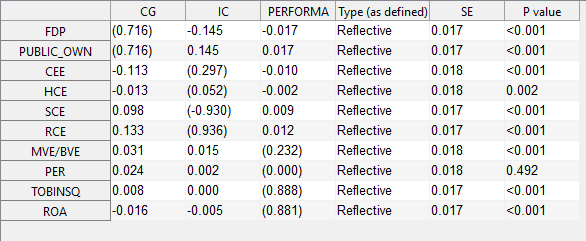 CG IC PERFORMA Type (as defined) SE P value
FDP (0.716) -0.145 -0.017 Reflective 0.017 <0.001
PUBLIC_OWN (0.716) 0.145 0.017 Reflective 0.017 <0.001
CEE -0.113 (0.297) -0.010 Reflective 0.018 <0.001
HCE -0.013 (0.052) -0.002 Reflective 0.018 0.002
SCE 0.098 (-0.930) 0.009 Reflective 0.017 <0.001
RCE 0.133 (0.936) 0.012 Reflective 0.017 <0.001
MVE/BVE 0.031 0.015 (0.232) Reflective 0.018 <0.001
PER 0.024 0.002 (0.000) Reflective 0.018 0.492
TOBINSQ 0.008 0.000 (0.888) Reflective 0.017 <0.001
ROA -0.016 -0.005 (0.881) Reflective 0.017 <0.001